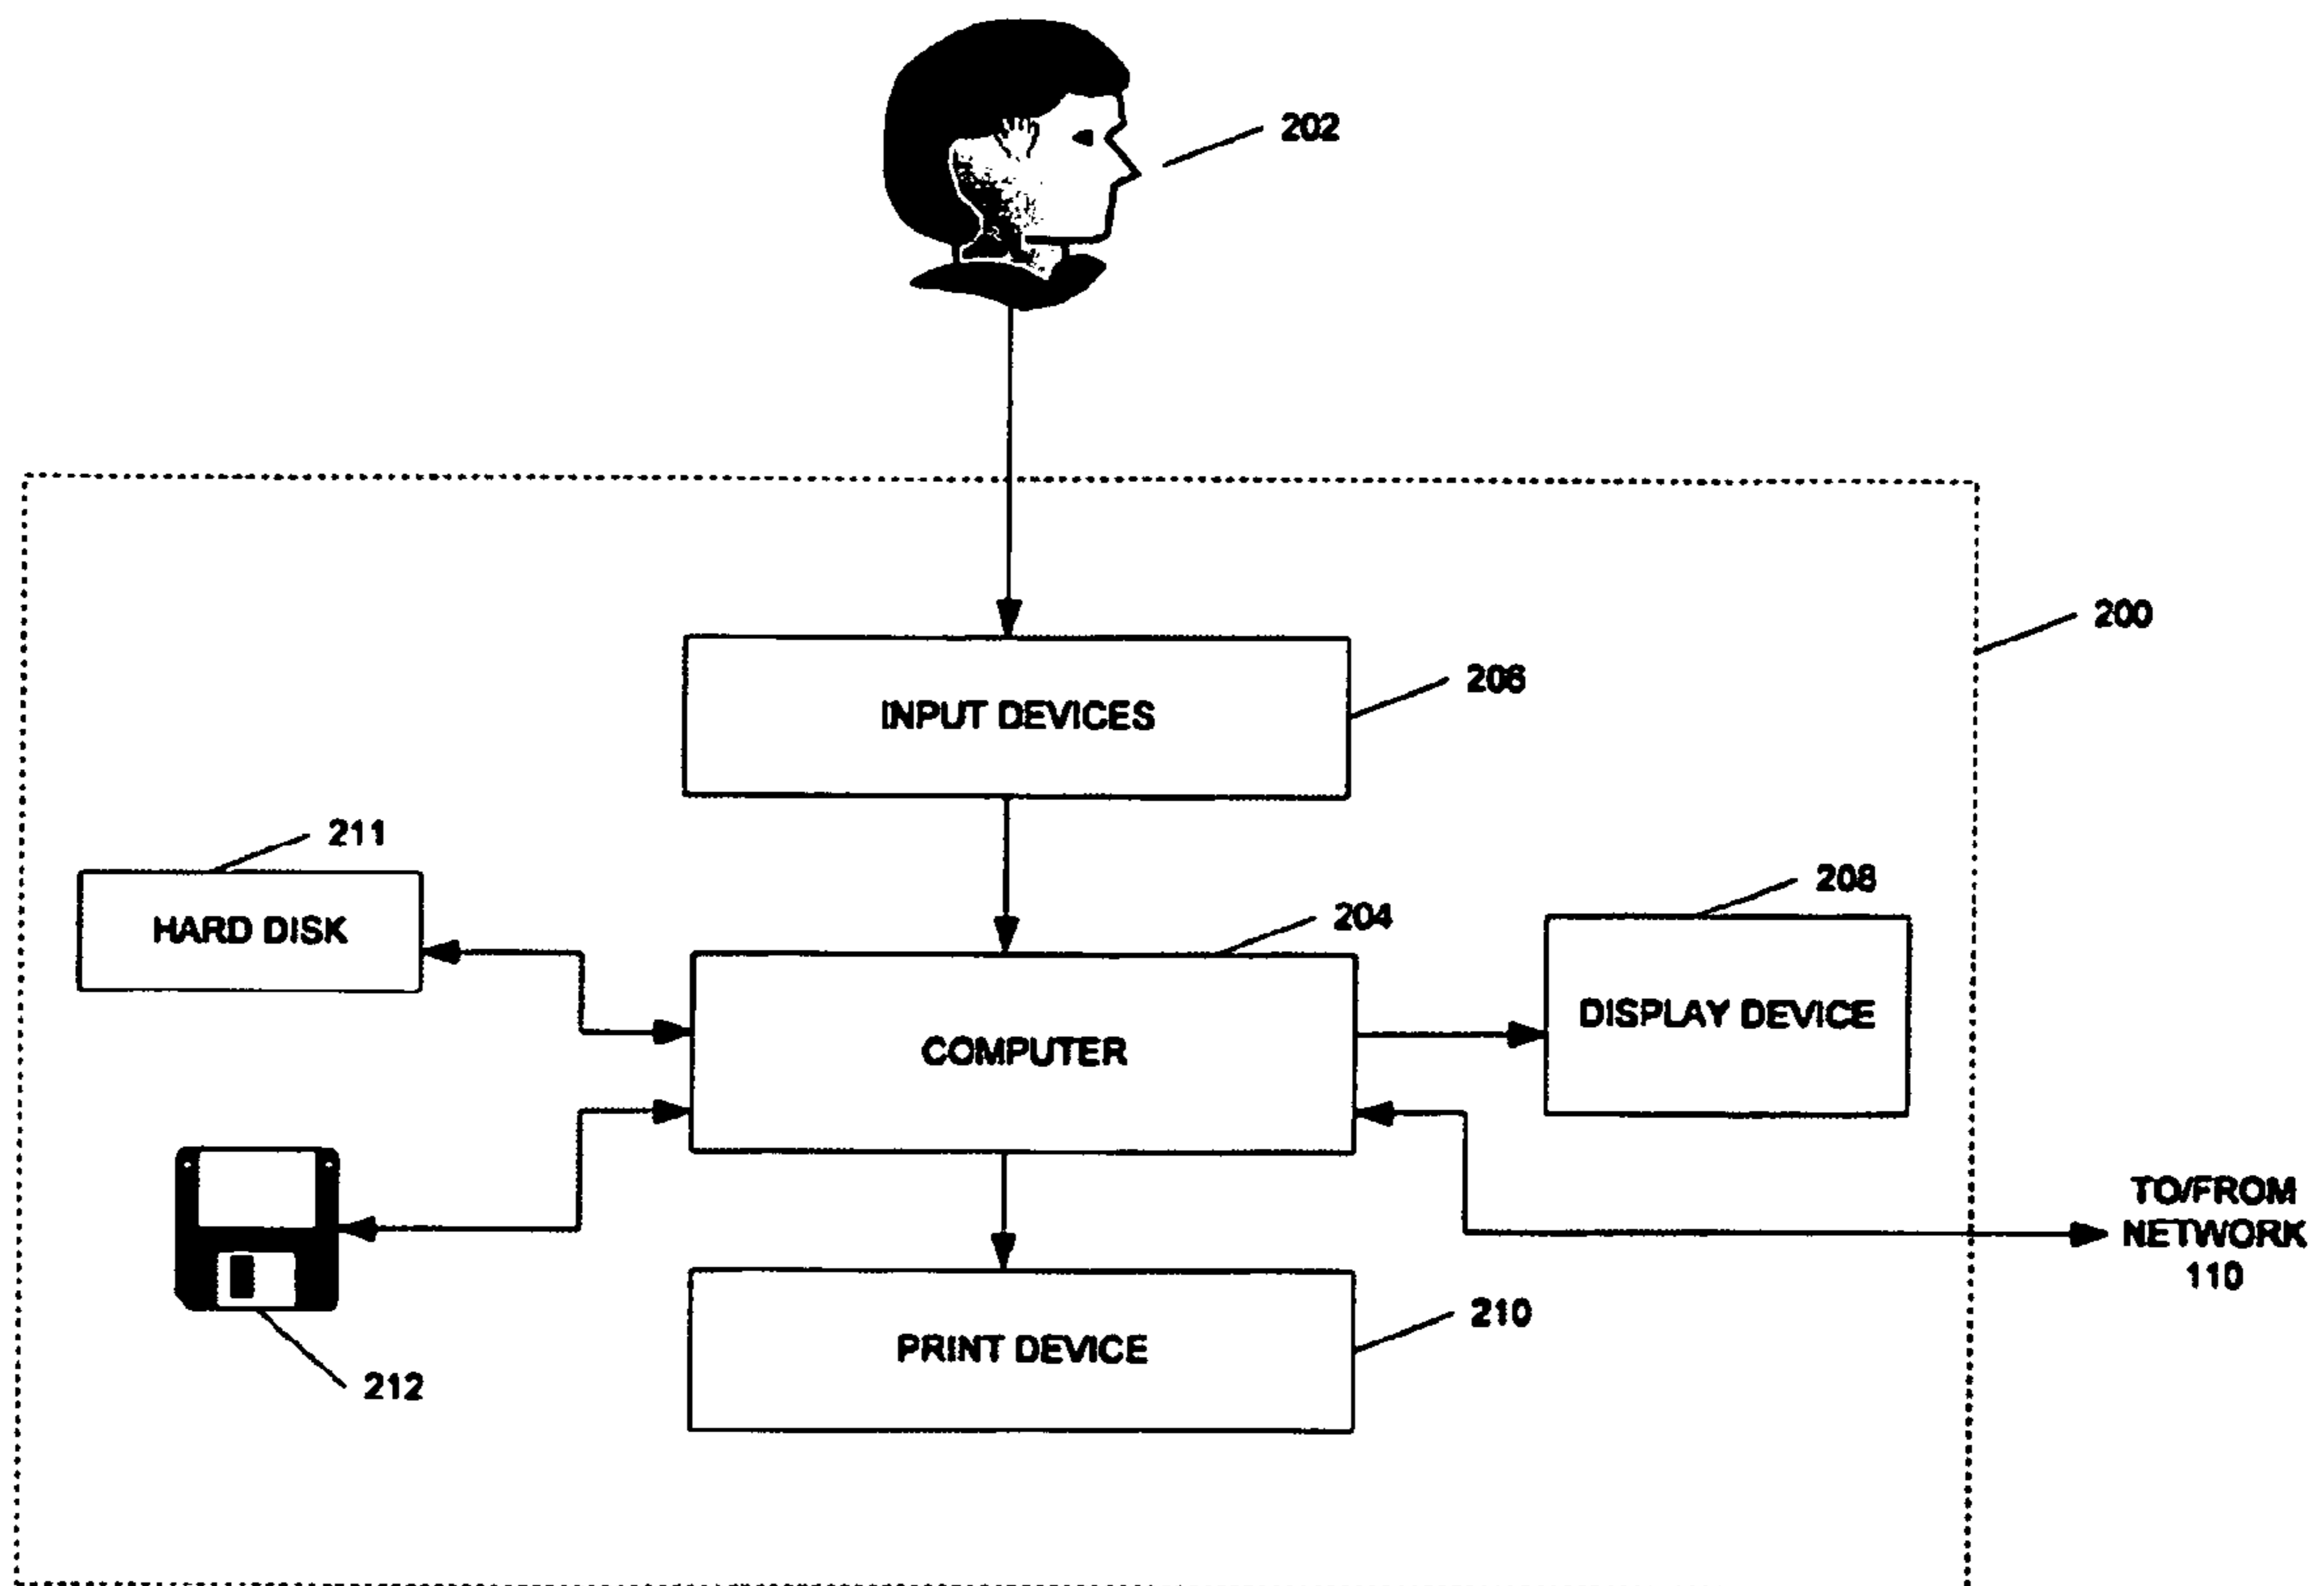 202
200
INPUT DEVICES
206
211
HARD DISK
208
204
DISPLAY DEVICE
COMPUTER
TO/FROM
NETWORK
110
PRINT DEVICE
210
212